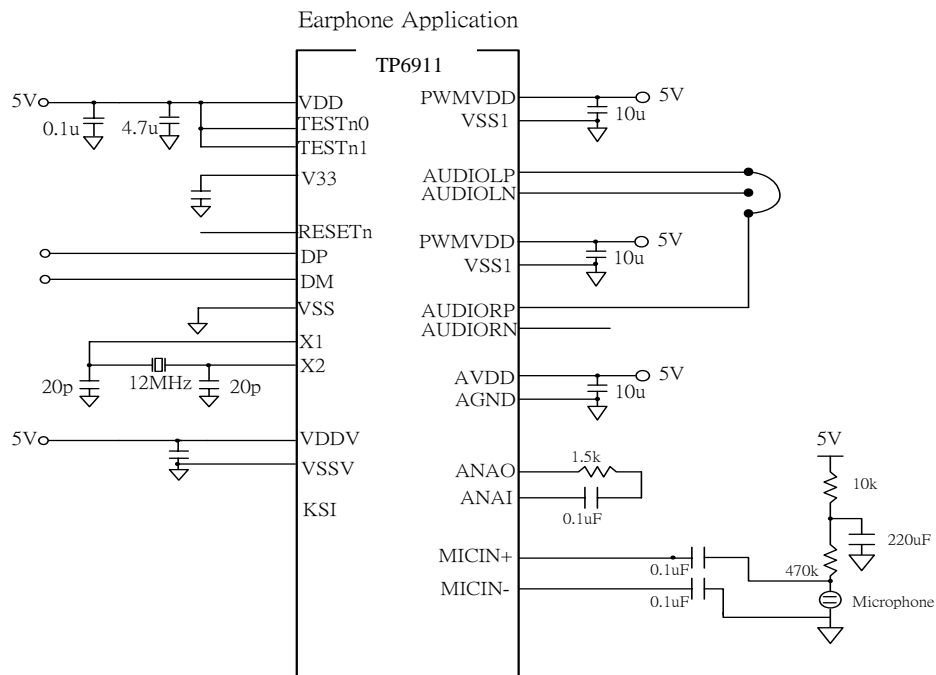 Earphone Application
TP6911
5V
0.1u
4.7u
VDD
TESTn0
TESTn1
V33
RESETn
DP
DM
VSS
X1
X2
20p
12MHz
20p
5V
VDDV
VSSV
KSI
PWMVDD
5V
10u
VSS1
AUDIOLP
AUDIOLN
PWMVDD
5V
10u
VSS1
AUDIORP
AUDIORN
AVDD
5V
10u
AGND
ANAO
1.5k
ANAI
0.1uF
MICIN+
0.1uF
MICIN-
0.1uF
5V
10k
220uF
470k
Microphone